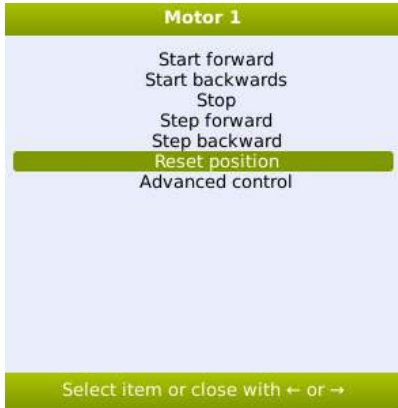 Motor 1
Start forward
Start backwards
Stop
Step forward
Step backward
Reset position
Advanced control
Select item or close with ← or →